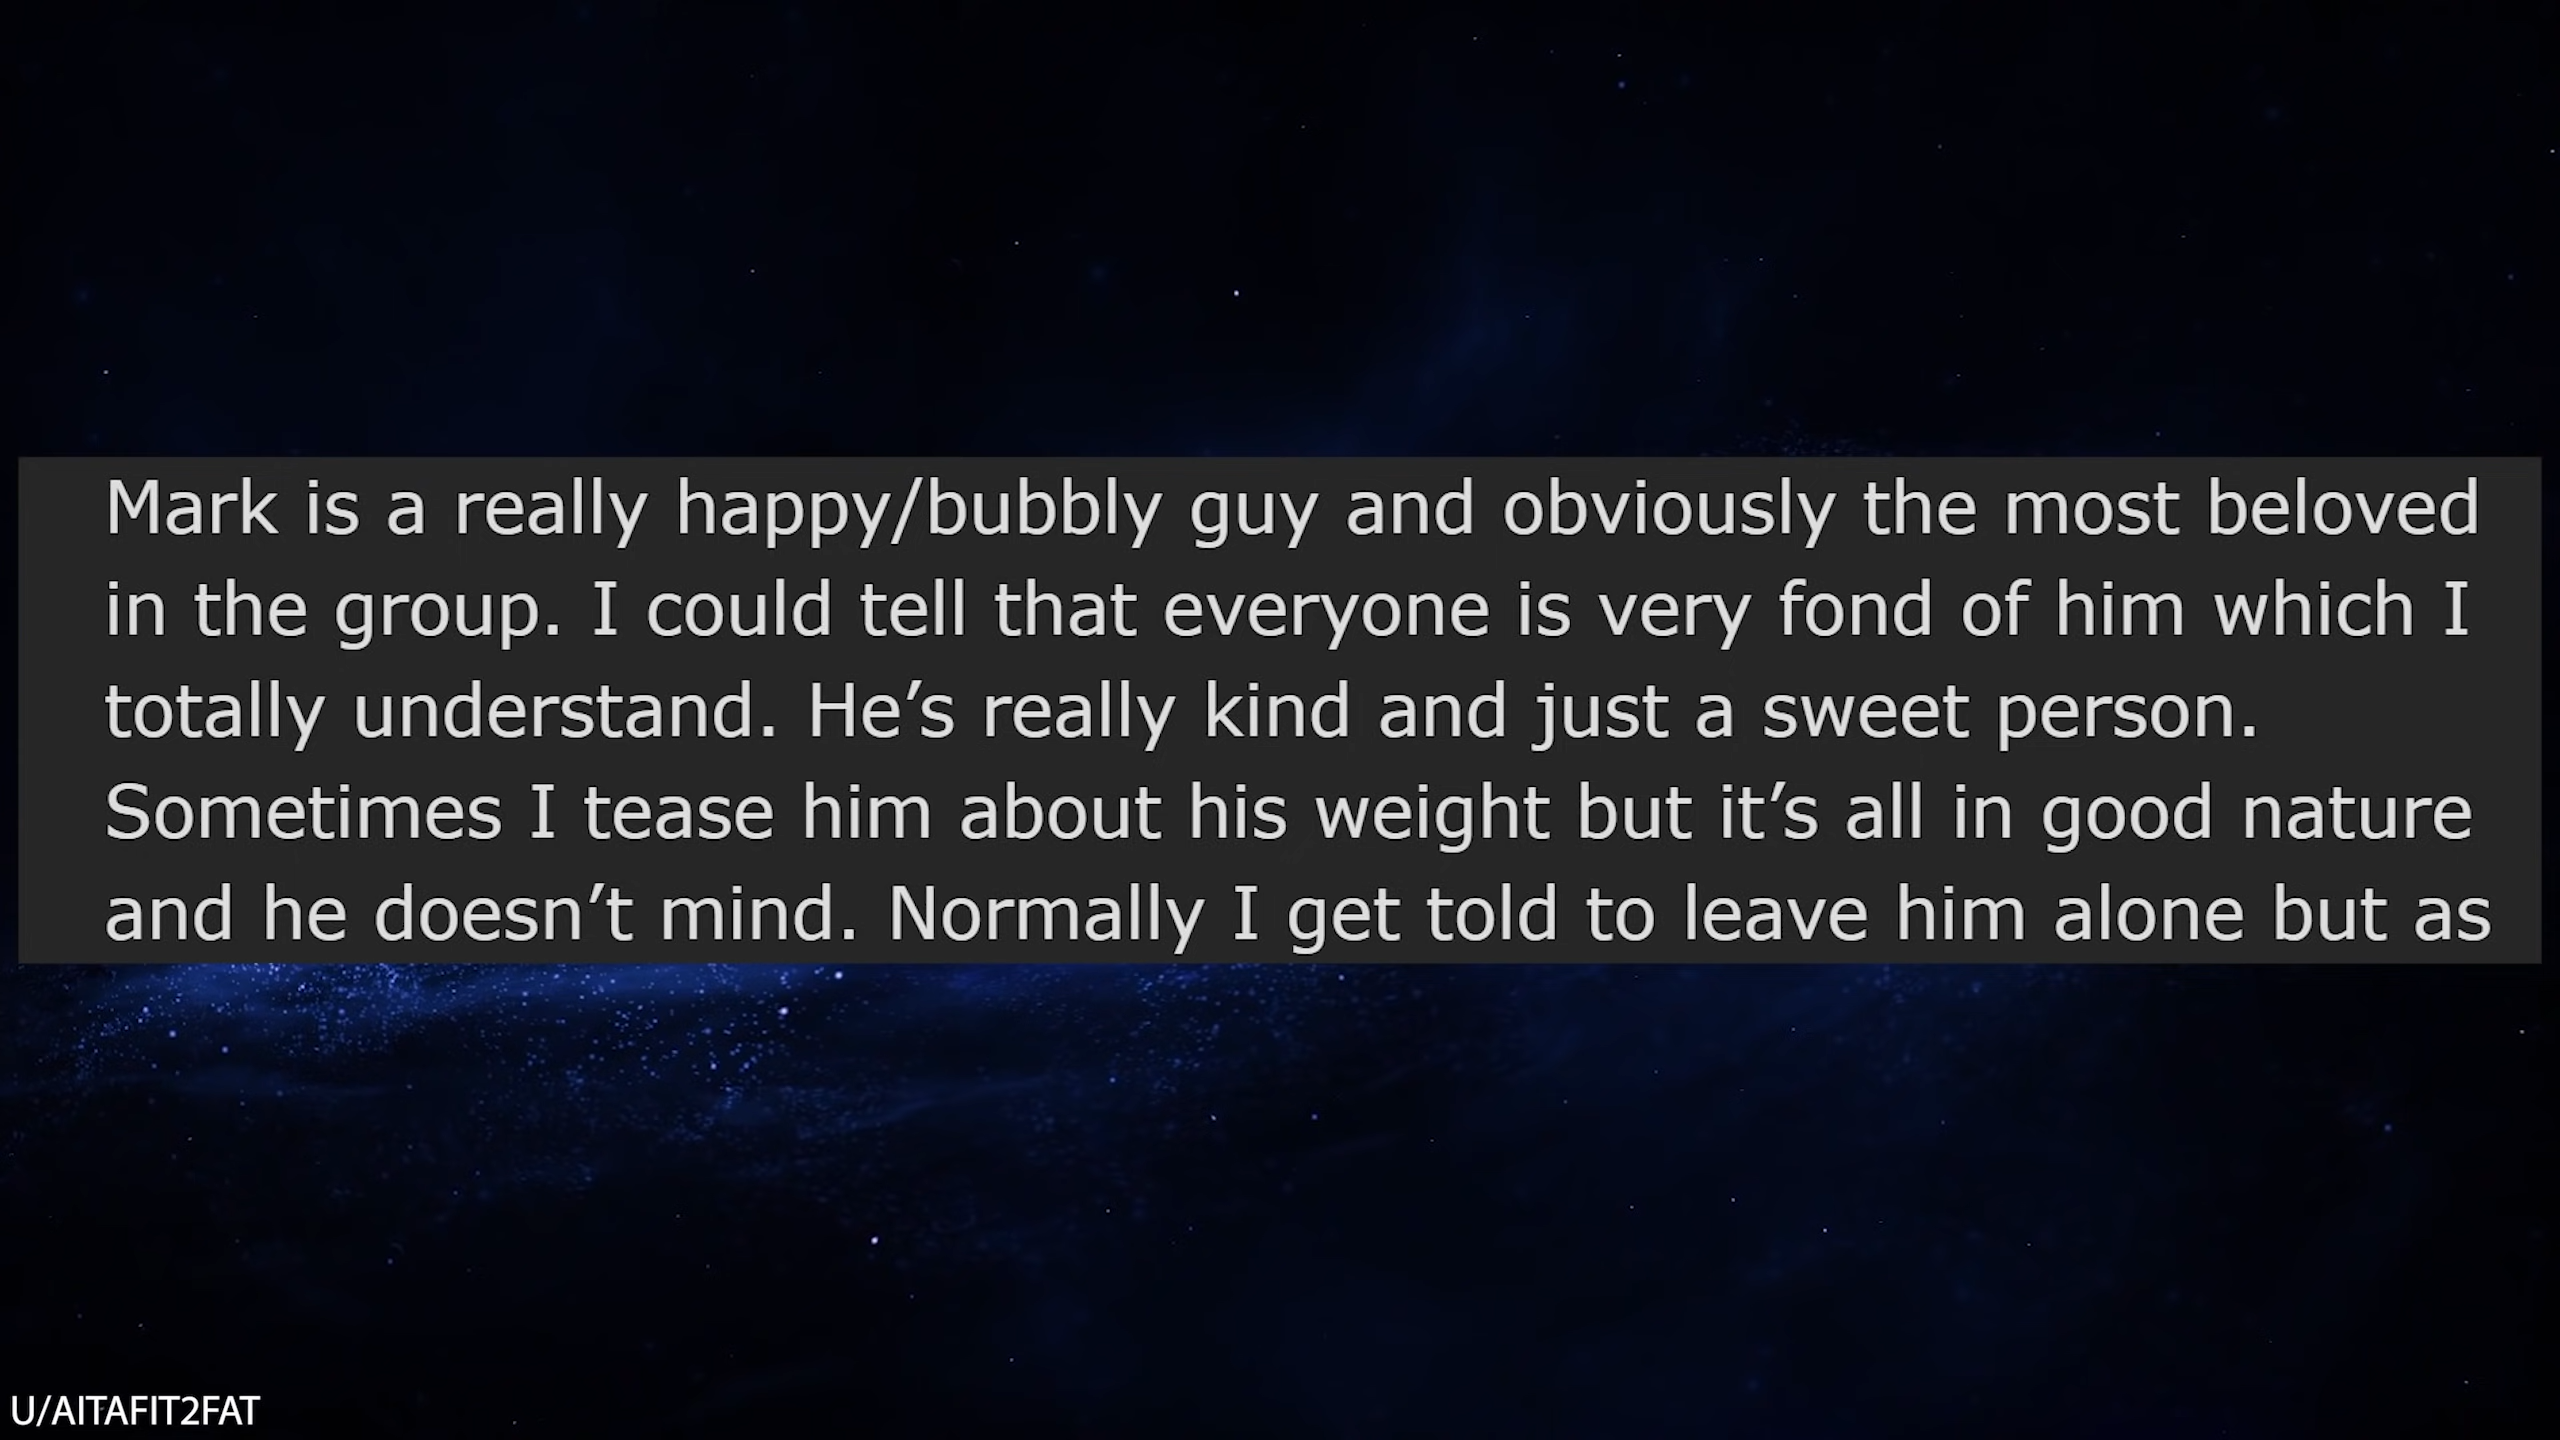 Mark is a really happy/bubbly guy and obviously the most beloved
in the group. I could tell that everyone is very fond of him which I
totally understand. He’s really kind and just a sweet person.
Sometimes I tease him about his weight but it’s all in good nature
and he doesn’t mind. Normally I get told to leave him alone but as
U/AITAFIT2FAT